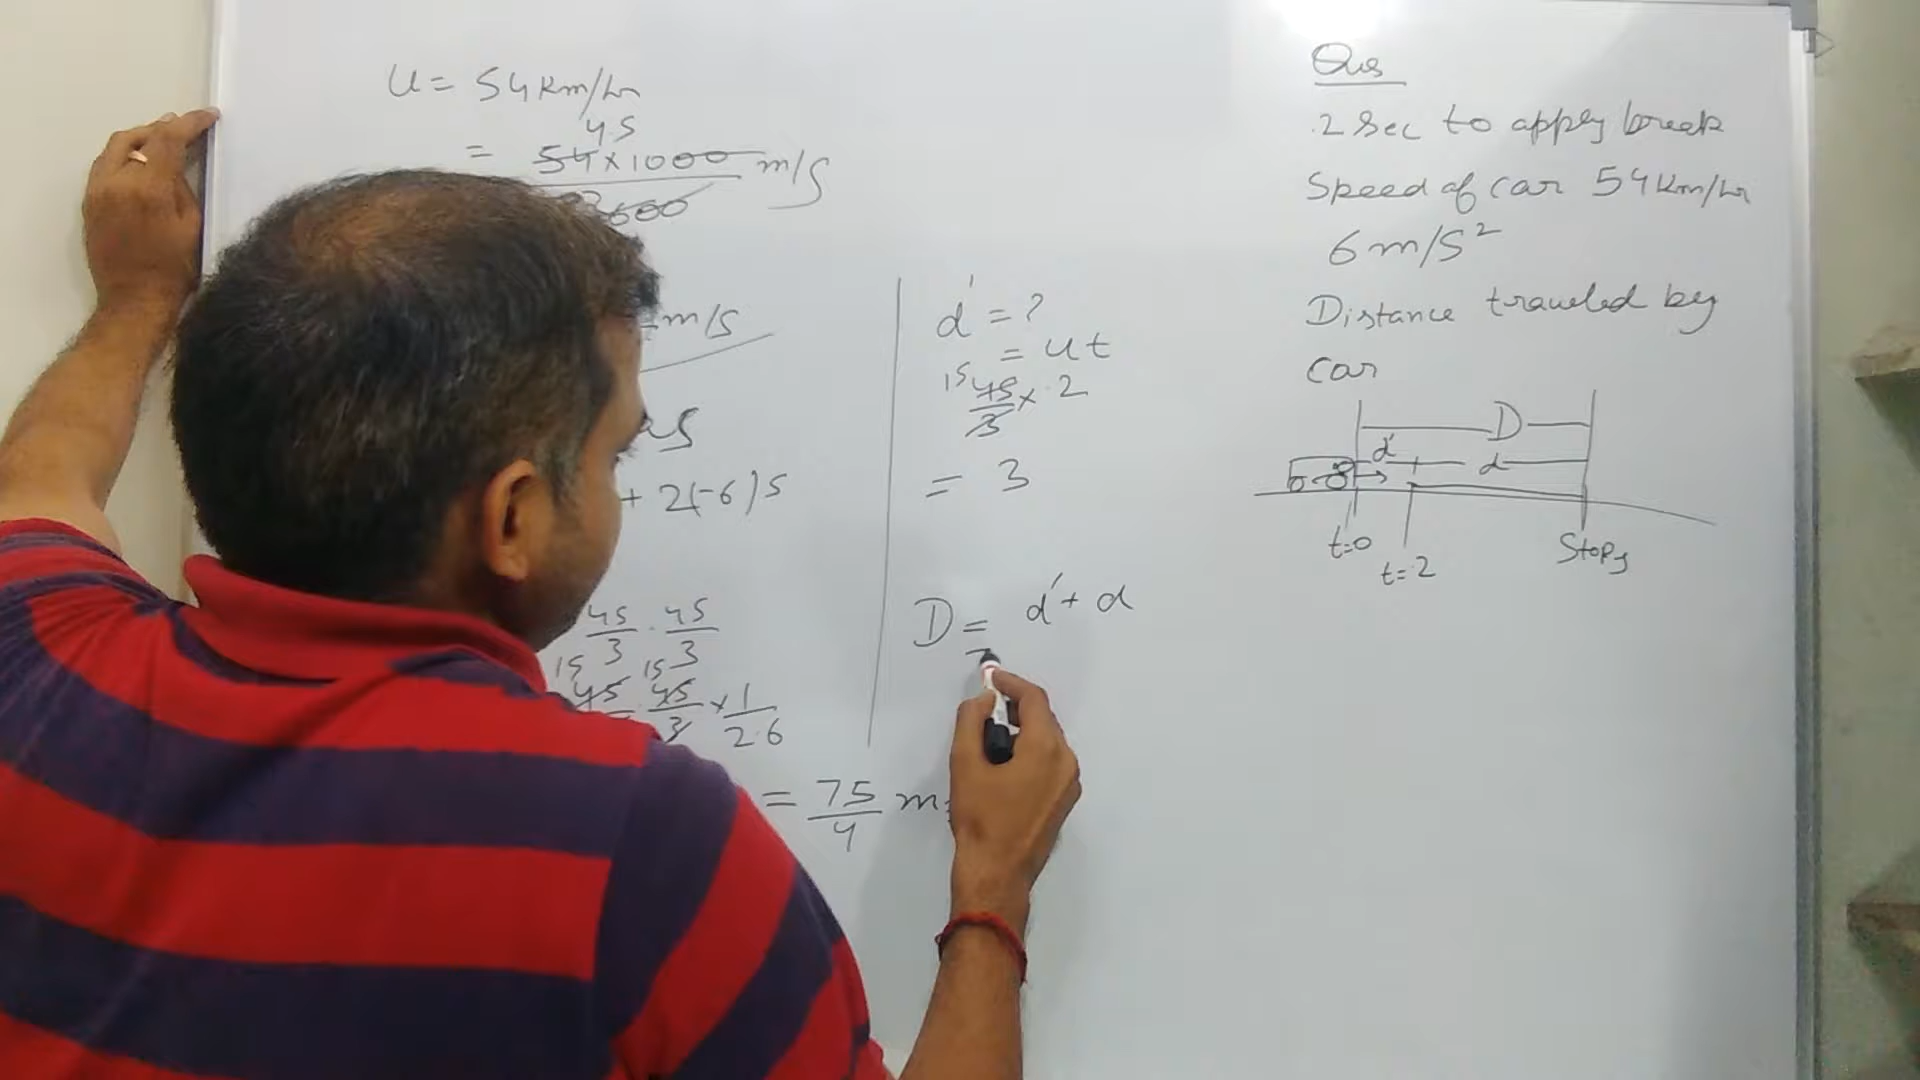 u = 54 Km/hr
45
= 54 × 1000 m/s
3600
m/s
as
+ 2(-6)s
45/3 . 45/3
15 15
45 . 45/3 × 1/2.6
= 75/4 m
d' = ?
= ut
15 45/3 × .2
= 3
D = d' + d
Ques
.2 sec to apply break
Speed of car 54 Km/hr
6 m/s²
Distance traveled by
car
D
d' d
t=0
t=.2
Stops